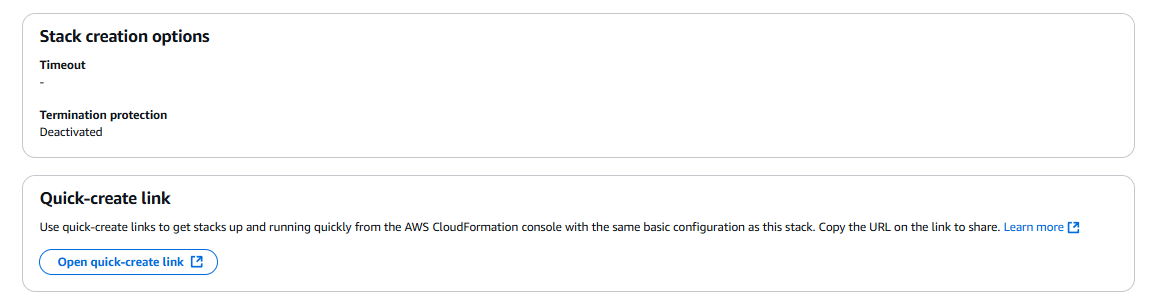 Stack creation options
Timeout
-
Termination protection
Deactivated
Quick-create link
Use quick-create links to get stacks up and running quickly from the AWS CloudFormation console with the same basic configuration as this stack. Copy the URL on the link to share. Learn more
Open quick-create link